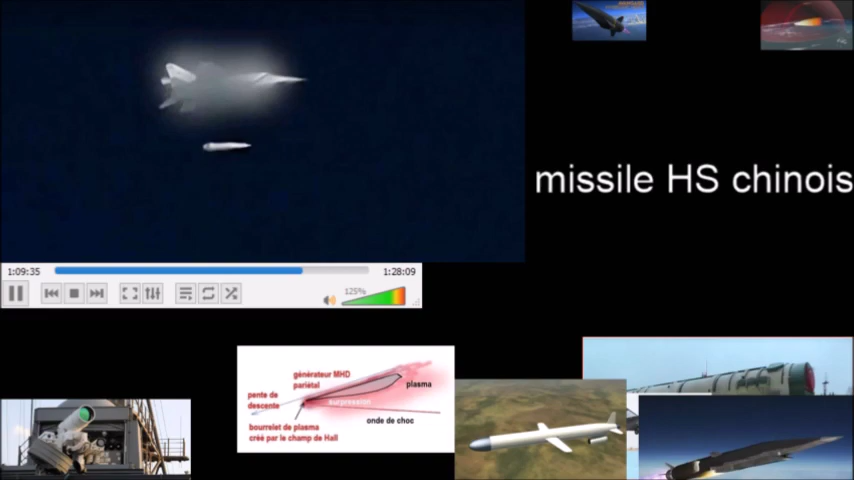 missile HS chinois
1:09:35
1:28:09
125%
générateur MHD
pariétal
plasma
pente de
descente
surpression
onde de choc
bourrelet de plasma
créé par le champ de Hall